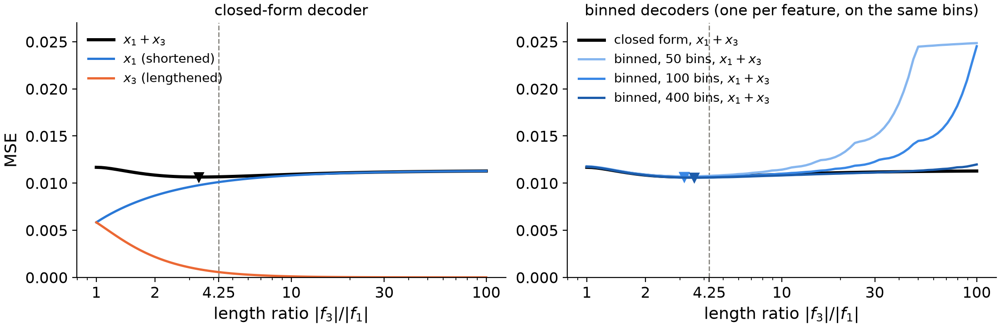 closed-form decoder
x₁ + x₃
x₁ (shortened)
x₃ (lengthened)
MSE
0.025
0.020
0.015
0.010
0.005
0.000
1 2 4.25 10 30 100
length ratio |f₃|/|f₁|
binned decoders (one per feature, on the same bins)
closed form, x₁ + x₃
binned, 50 bins, x₁ + x₃
binned, 100 bins, x₁ + x₃
binned, 400 bins, x₁ + x₃
0.025
0.020
0.015
0.010
0.005
0.000
1 2 4.25 10 30 100
length ratio |f₃|/|f₁|